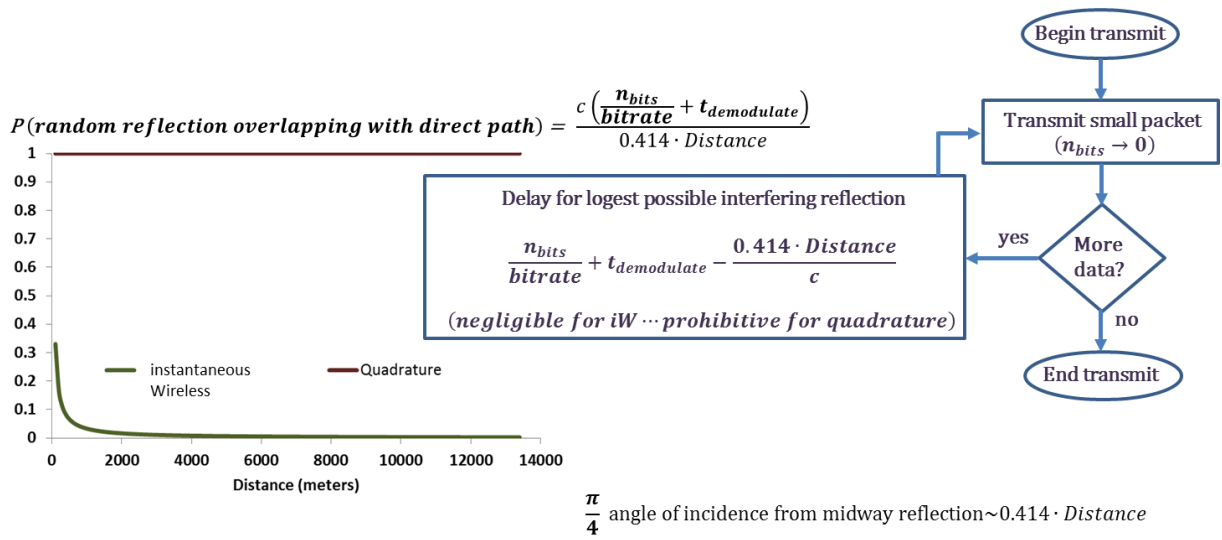 Begin transmit
P(random reflection overlapping with direct path) = c (n_bits/bitrate + t_demodulate) / 0.414 · Distance
Transmit small packet
(n_bits → 0)
1
0.9
0.8
0.7
0.6
0.5
0.4
0.3
0.2
0.1
0
instantaneous
Wireless
Quadrature
0 2000 4000 6000 8000 10000 12000 14000
Distance (meters)
Delay for logest possible interfering reflection
n_bits/bitrate + t_demodulate − 0.414 · Distance/c
(negligible for iW ⋯ prohibitive for quadrature)
yes
More
data?
no
End transmit
π/4 angle of incidence from midway reflection~0.414 · Distance